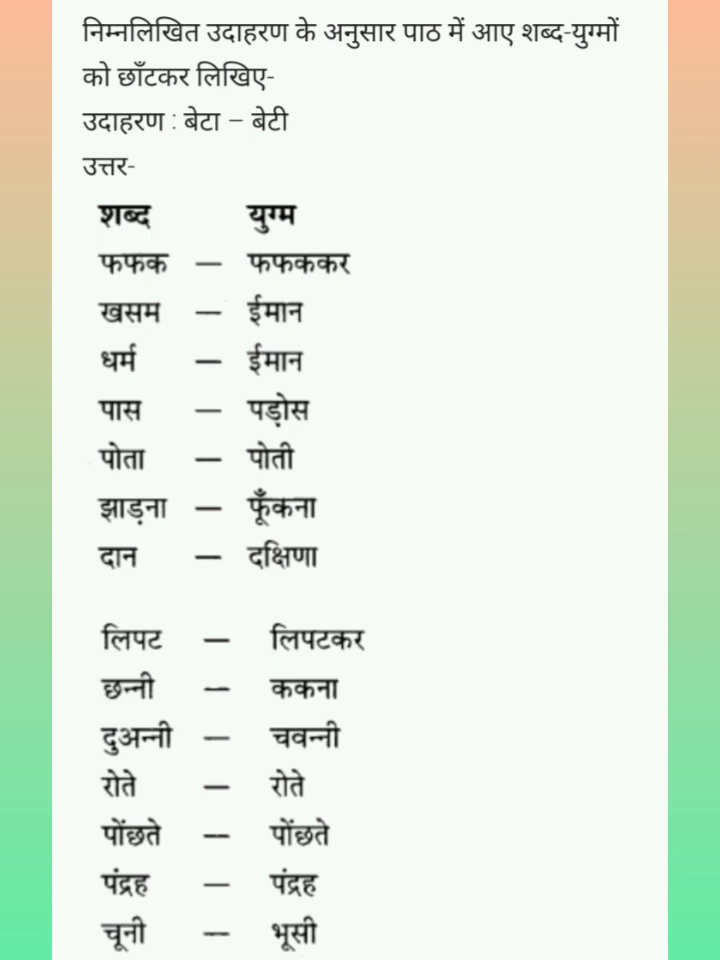 निम्नलिखित उदाहरण के अनुसार पाठ में आए शब्द-युग्मों
को छाँटकर लिखिए-
उदाहरण : बेटा – बेटी
उत्तर-
शब्द युग्म
फफक — फफककर
खसम — ईमान
धर्म — ईमान
पास — पड़ोस
पोता — पोती
झाड़ना — फूँकना
दान — दक्षिणा
लिपट — लिपटकर
छन्नी — ककना
दुअन्नी — चवन्नी
रोते — रोते
पोंछते — पोंछते
पंद्रह — पंद्रह
चूनी — भूसी